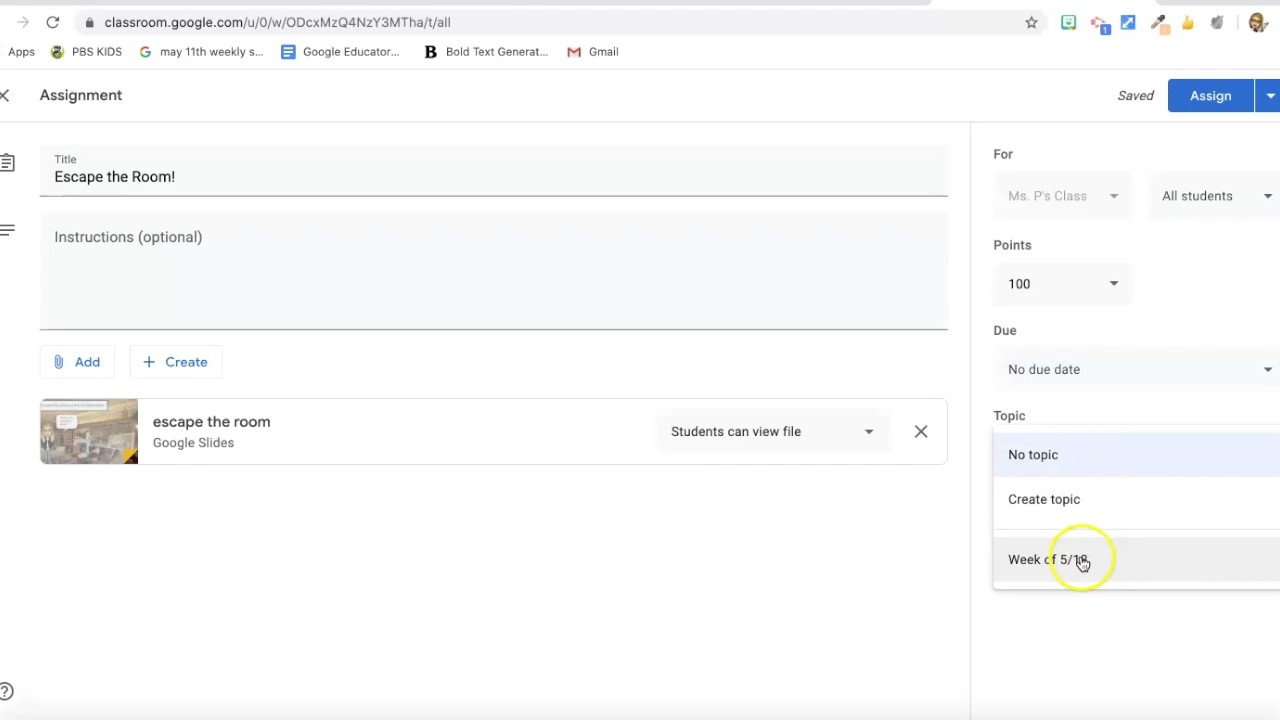 classroom.google.com/u/0/w/ODcxMzQ4NzY3MTha/t/all
1
Apps PBS KIDS may 11th weekly s... Google Educator... B Bold Text Generat... Gmail
Assignment
Saved
Assign
Title
Escape the Room!
Instructions (optional)
Add
Create
escape the room
Google Slides
Students can view file
For
Ms. P's Class
All students
Points
100
Due
No due date
Topic
No topic
Create topic
Week of 5/18